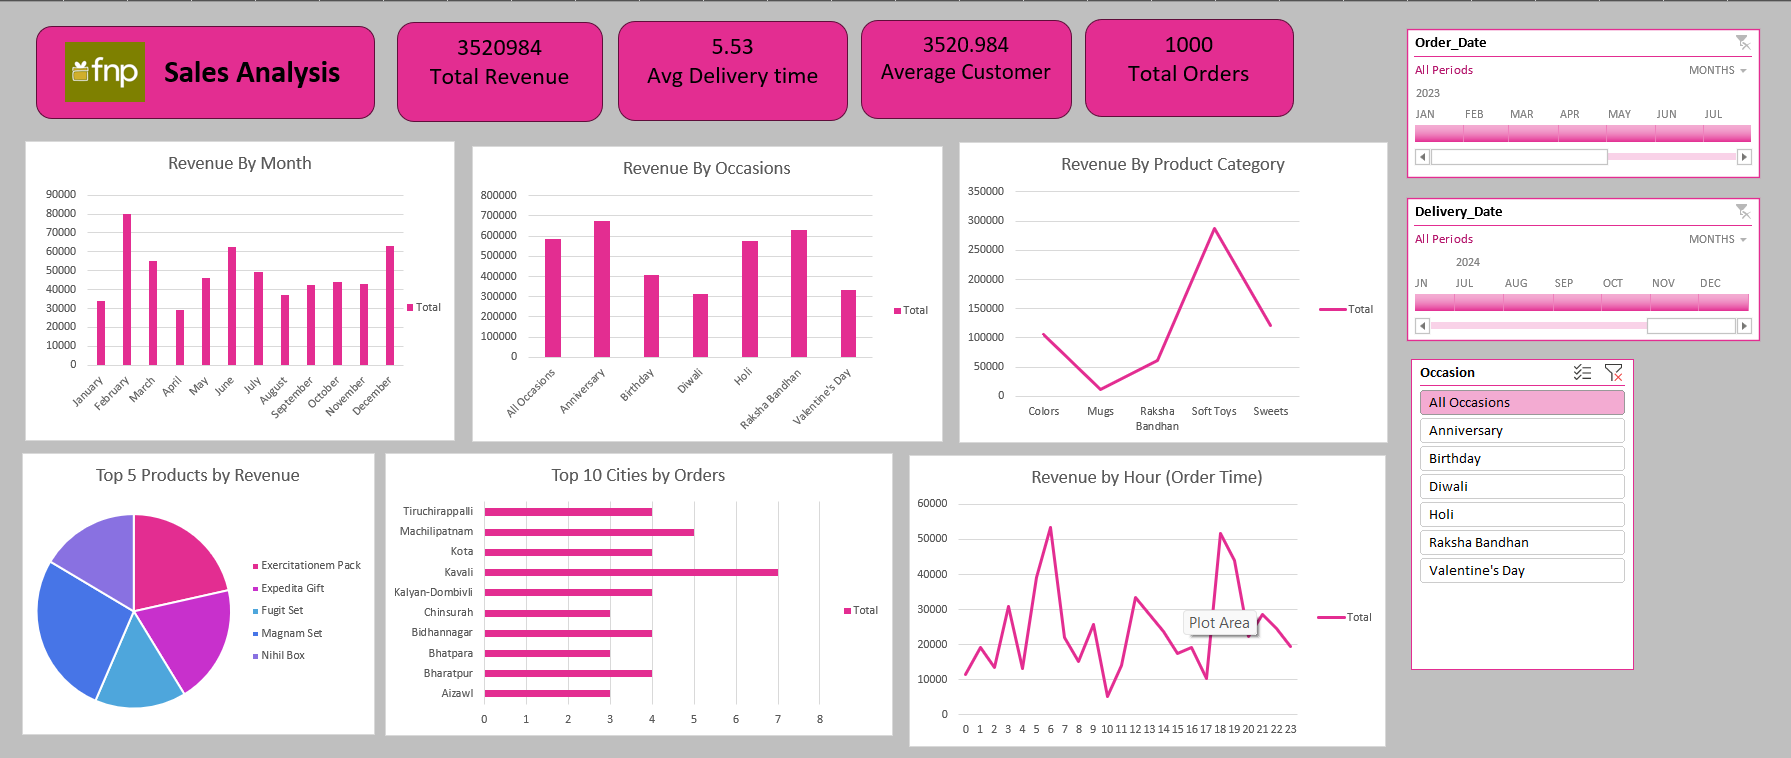 fnp
Sales Analysis
3520984
Total Revenue
5.53
Avg Delivery time
3520.984
Average Customer
1000
Total Orders
Order_Date
All Periods
MONTHS
2023
JAN FEB MAR APR MAY JUN JUL
Delivery_Date
All Periods
MONTHS
2024
JN JUL AUG SEP OCT NOV DEC
Occasion
All Occasions
Anniversary
Birthday
Diwali
Holi
Raksha Bandhan
Valentine's Day
Revenue By Month
90000
80000
70000
60000
50000
40000
30000
20000
10000
0
January February March April May June July August September October November December
Total
Revenue By Occasions
800000
700000
600000
500000
400000
300000
200000
100000
0
All Occasions Anniversary Birthday Diwali Holi Raksha Bandhan Valentine's Day
Total
Revenue By Product Category
350000
300000
250000
200000
150000
100000
50000
0
Colors Mugs Raksha Bandhan Soft Toys Sweets
Total
Top 5 Products by Revenue
Exercitationem Pack
Expedita Gift
Fugit Set
Magnam Set
Nihil Box
Top 10 Cities by Orders
Tiruchirappalli
Machilipatnam
Kota
Kavali
Kalyan-Dombivli
Chinsurah
Bidhannagar
Bhatpara
Bharatpur
Aizawl
0 1 2 3 4 5 6 7 8
Total
Revenue by Hour (Order Time)
60000
50000
40000
30000
20000
10000
0
0 1 2 3 4 5 6 7 8 9 10 11 12 13 14 15 16 17 18 19 20 21 22 23
Plot Area
Total